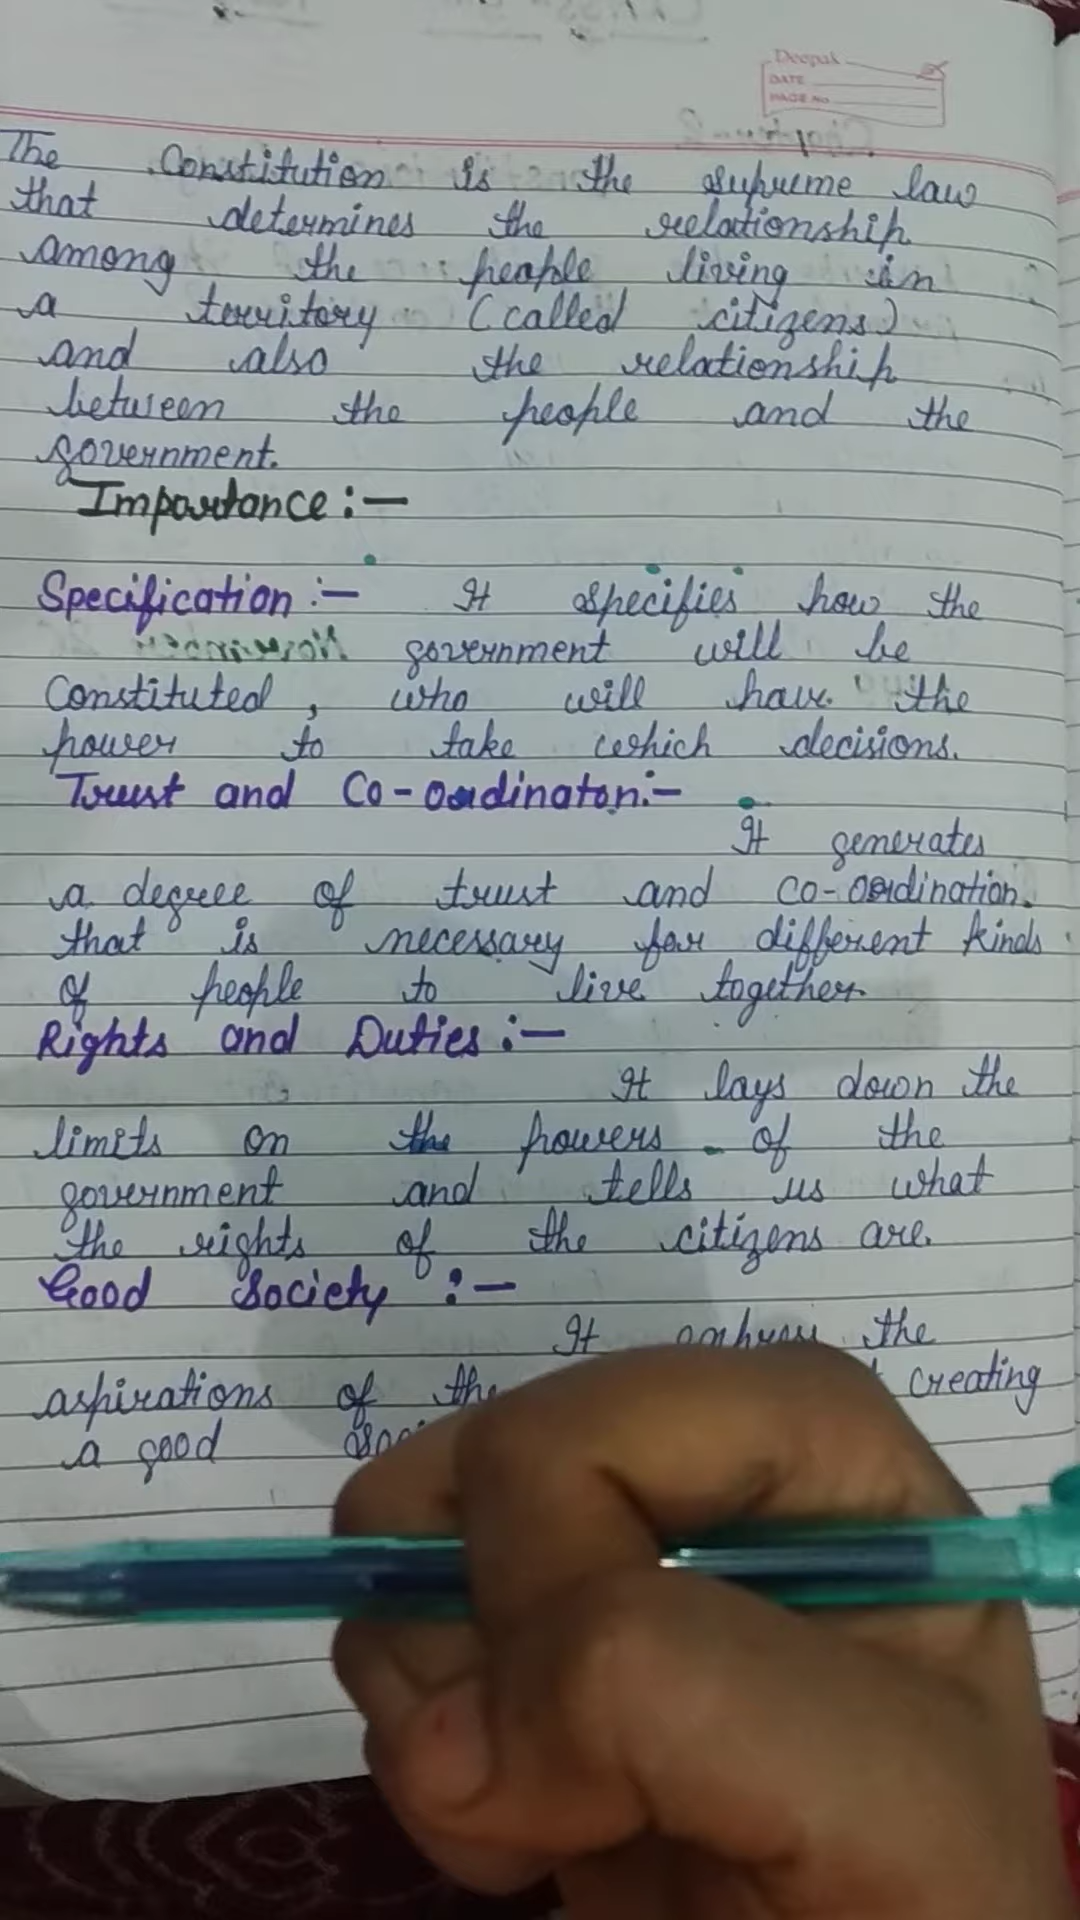 Deepak
DATE
PAGE NO.
The Constitution is the supreme law
that determines the relationship
among the people living in
a territory (called citizens)
and also the relationship
between the people and the
government.
Importance :-
Specification :- It specifies how the
government will be
Constituted, who will have the
power to take which decisions.
Trust and Co-ordinaton:-
It generates
a degree of trust and co-ordination
that is necessary for different kinds
of people to live together.
Rights and Duties :-
It lays down the
limits on the powers of the
government and tells us what
the rights of the citizens are.
Good Society :-
It the
aspirations of the creating
a good